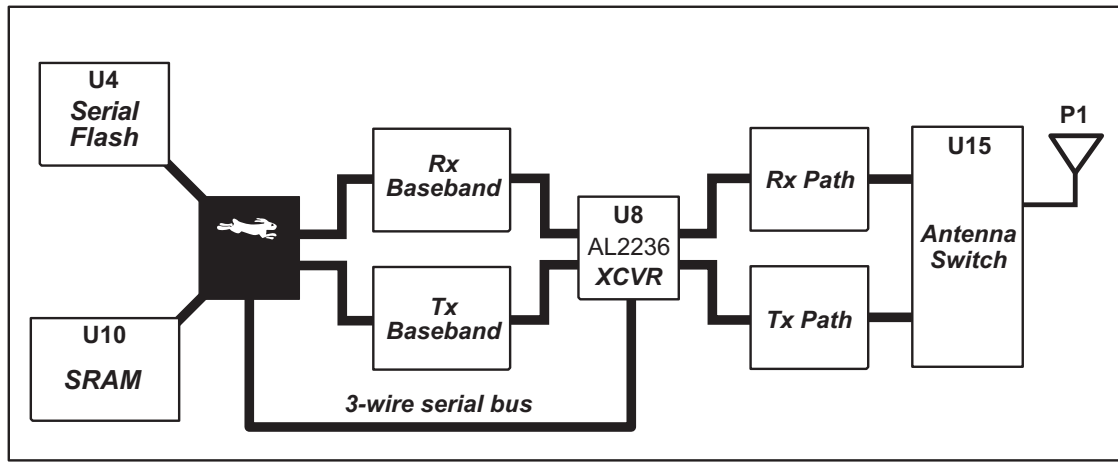 U4
Serial
Flash
U10
SRAM
Rx
Baseband
Tx
Baseband
3-wire serial bus
U8
AL2236
XCVR
Rx Path
Tx Path
U15
Antenna
Switch
P1